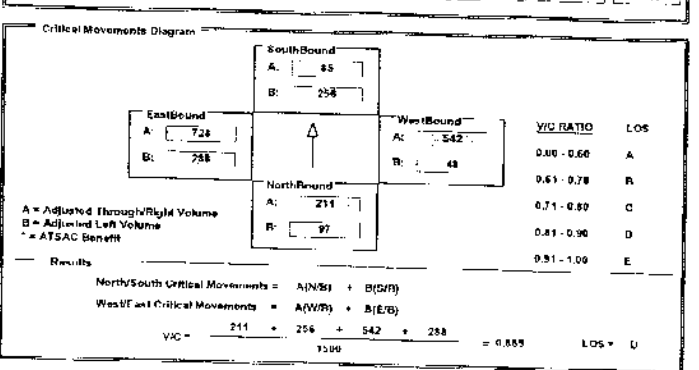 Critical Movements Diagram
SouthBound
A: 85
B: 256
EastBound
A: 728
B: 288
WestBound
A: 542
B: 48
NorthBound
A: 211
B: 97
V/C RATIO LOS
0.00 - 0.60 A
0.61 - 0.70 B
0.71 - 0.80 C
0.81 - 0.90 D
0.91 - 1.00 E
A = Adjusted Through/Right Volume
B = Adjusted Left Volume
* = ATSAC Benefit
Results
North/South Critical Movements = A(N/B) + B(S/B)
West/East Critical Movements = A(W/B) + B(E/B)
V/C = 211 + 256 + 542 + 288
1500
= LOS = D